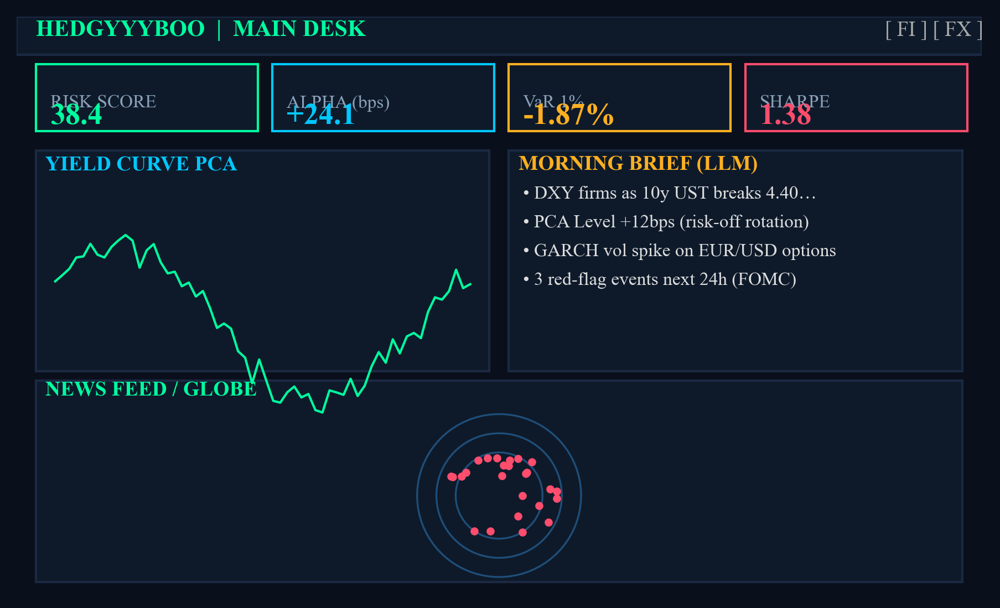 HEDGYYYBOO | MAIN DESK
[ FI ] [ FX ]
RISK SCORE
38.4
ALPHA (bps)
+24.1
VaR 1%
-1.87%
SHARPE
1.38
YIELD CURVE PCA
MORNING BRIEF (LLM)
• DXY firms as 10y UST breaks 4.40…
• PCA Level +12bps (risk-off rotation)
• GARCH vol spike on EUR/USD options
• 3 red-flag events next 24h (FOMC)
NEWS FEED / GLOBE